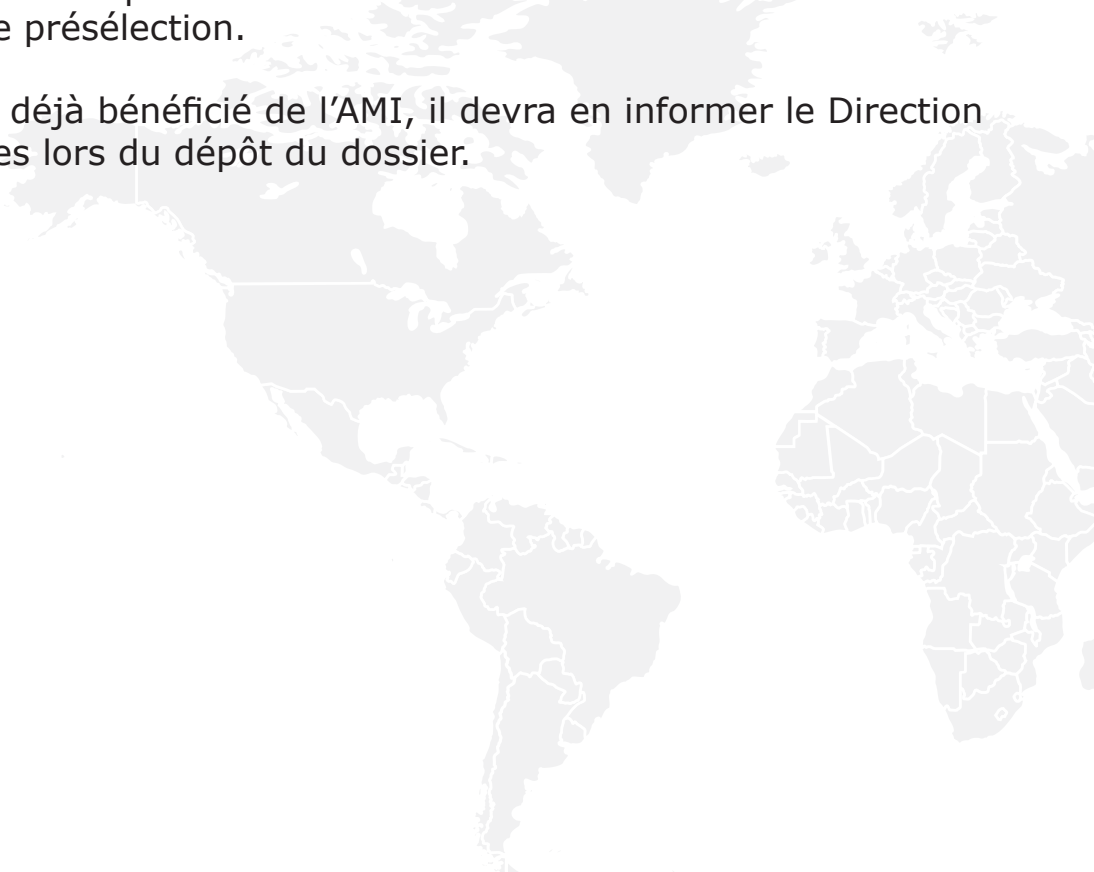 e présélection.
déjà bénéficié de l’AMI, il devra en informer le Direction
es lors du dépôt du dossier.